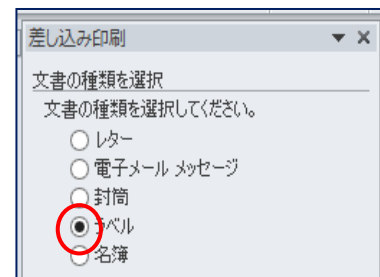 差し込み印刷
文書の種類を選択
文書の種類を選択してください。
レター
電子メール メッセージ
封筒
ラベル
名簿